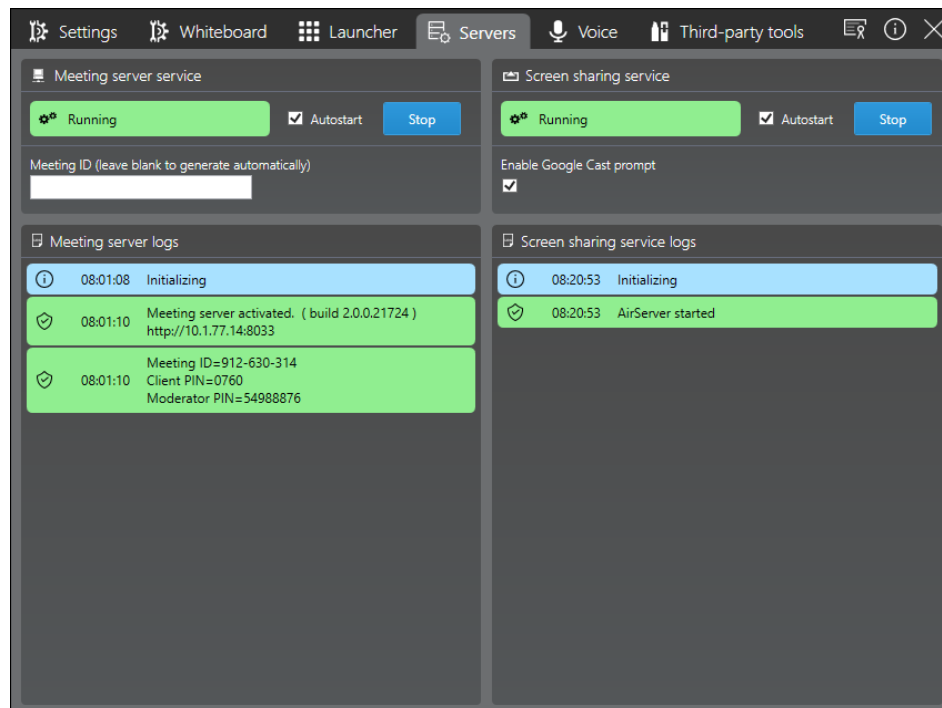 Settings
Whiteboard
Launcher
Servers
Voice
Third-party tools
Meeting server service
Running
Autostart
Stop
Meeting ID (leave blank to generate automatically)
Screen sharing service
Running
Autostart
Stop
Enable Google Cast prompt
Meeting server logs
08:01:08 Initializing
08:01:10 Meeting server activated. ( build 2.0.0.21724 )
http://10.1.77.14:8033
08:01:10 Meeting ID=912-630-314
Client PIN=0760
Moderator PIN=54988876
Screen sharing service logs
08:20:53 Initializing
08:20:53 AirServer started